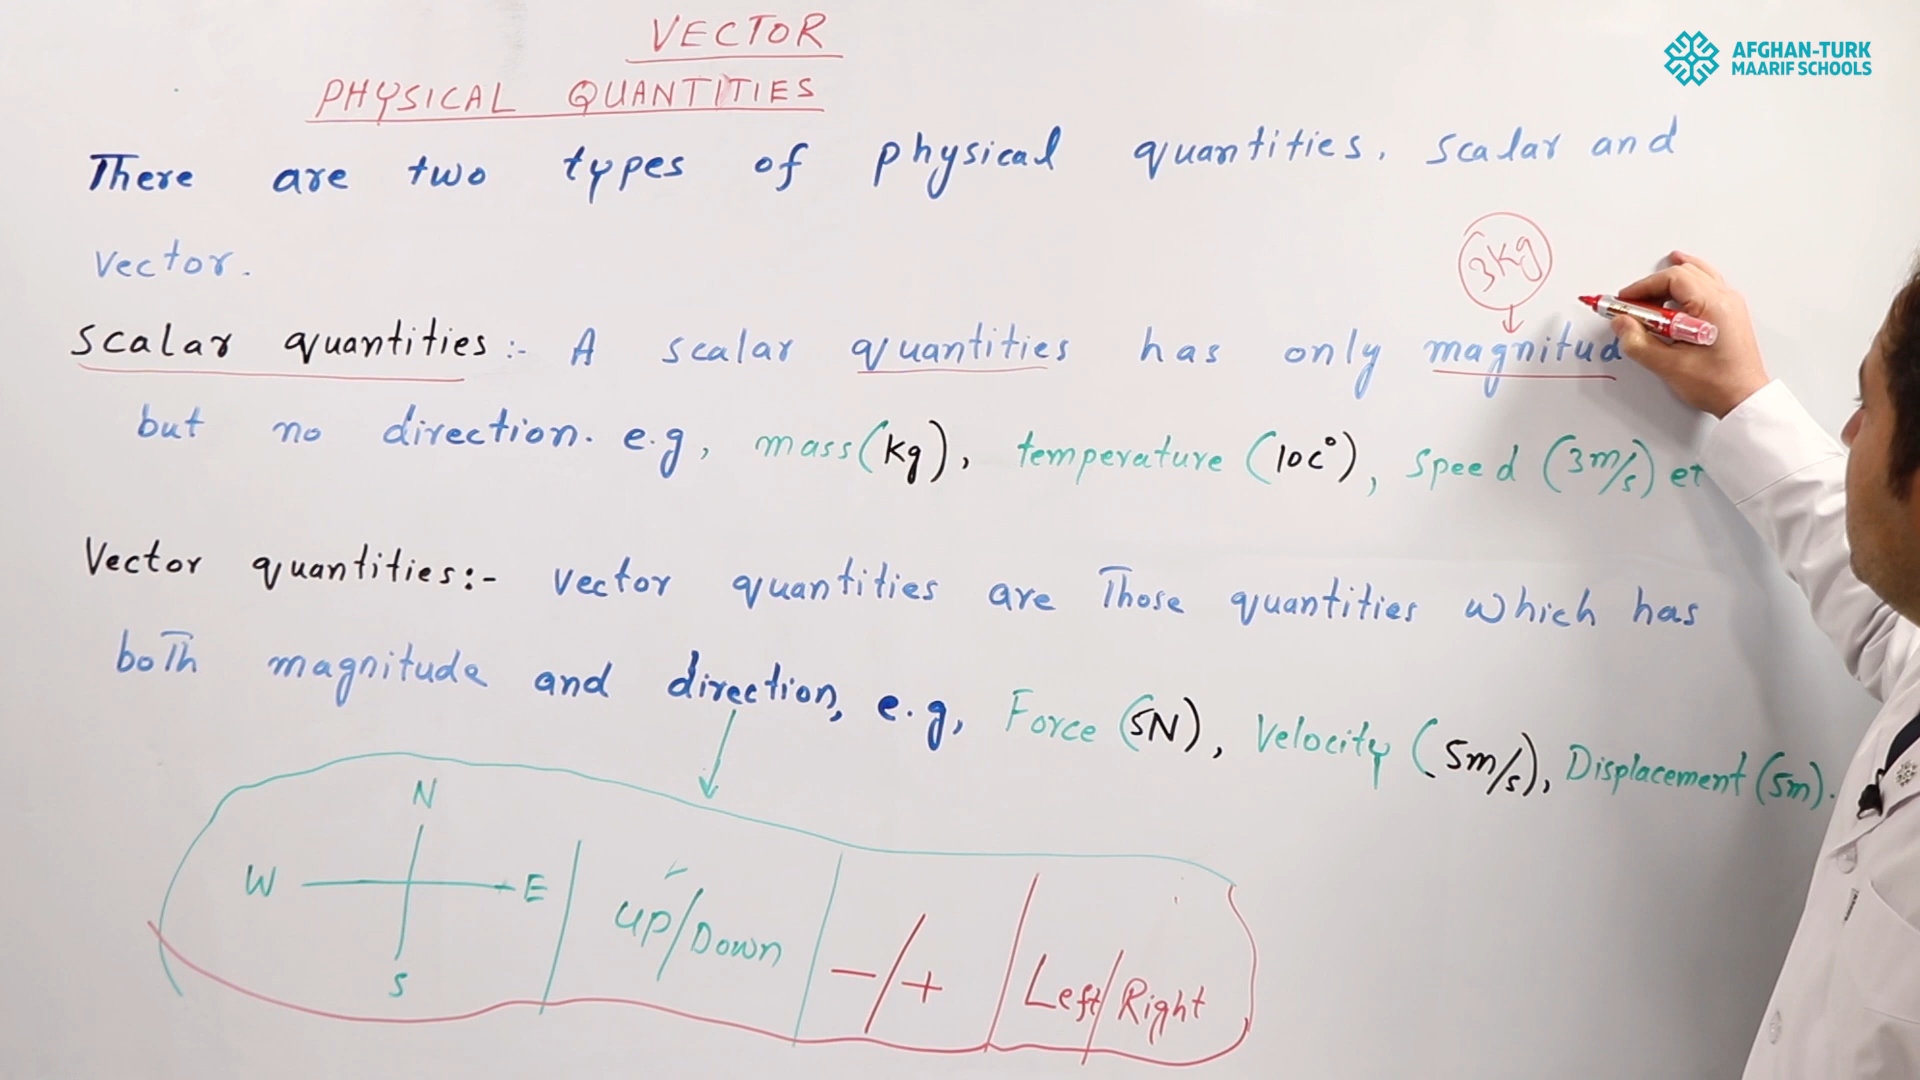 VECTOR
PHYSICAL QUANTITIES
AFGHAN-TURK
MAARIF SCHOOLS
There are two types of physical quantities. scalar and
vector.
3kg
scalar quantities :- A scalar quantities has only magnitud
but no direction. e.g, mass(kg), temperature (10c°), speed (3m/s) et
Vector quantities:- vector quantities are Those quantities which has
both magnitude and direction, e.g, Force (5N), Velocity (5m/s), Displacement (5m).
N
W E
S
up/Down
-/+
Left/Right